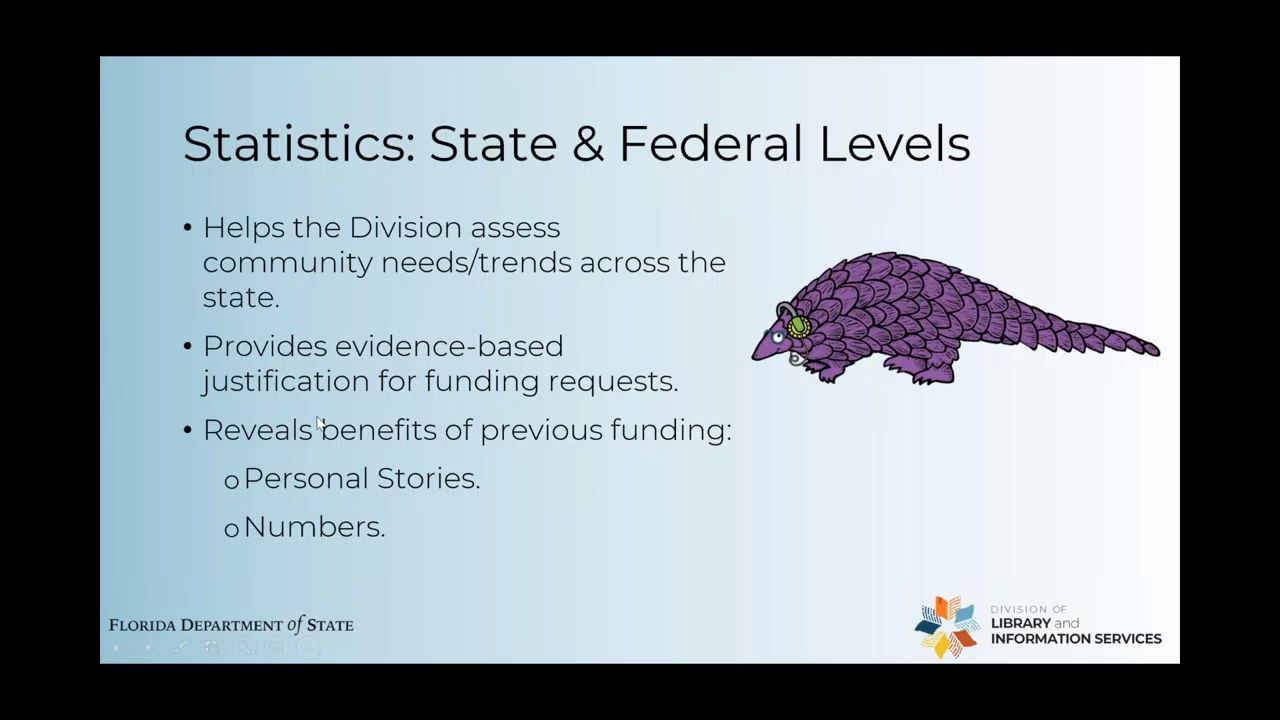 Statistics: State & Federal Levels
• Helps the Division assess
community needs/trends across the
state.
• Provides evidence-based
justification for funding requests.
• Reveals benefits of previous funding:
o Personal Stories.
o Numbers.
FLORIDA DEPARTMENT of STATE
DIVISION OF
LIBRARY and
INFORMATION SERVICES